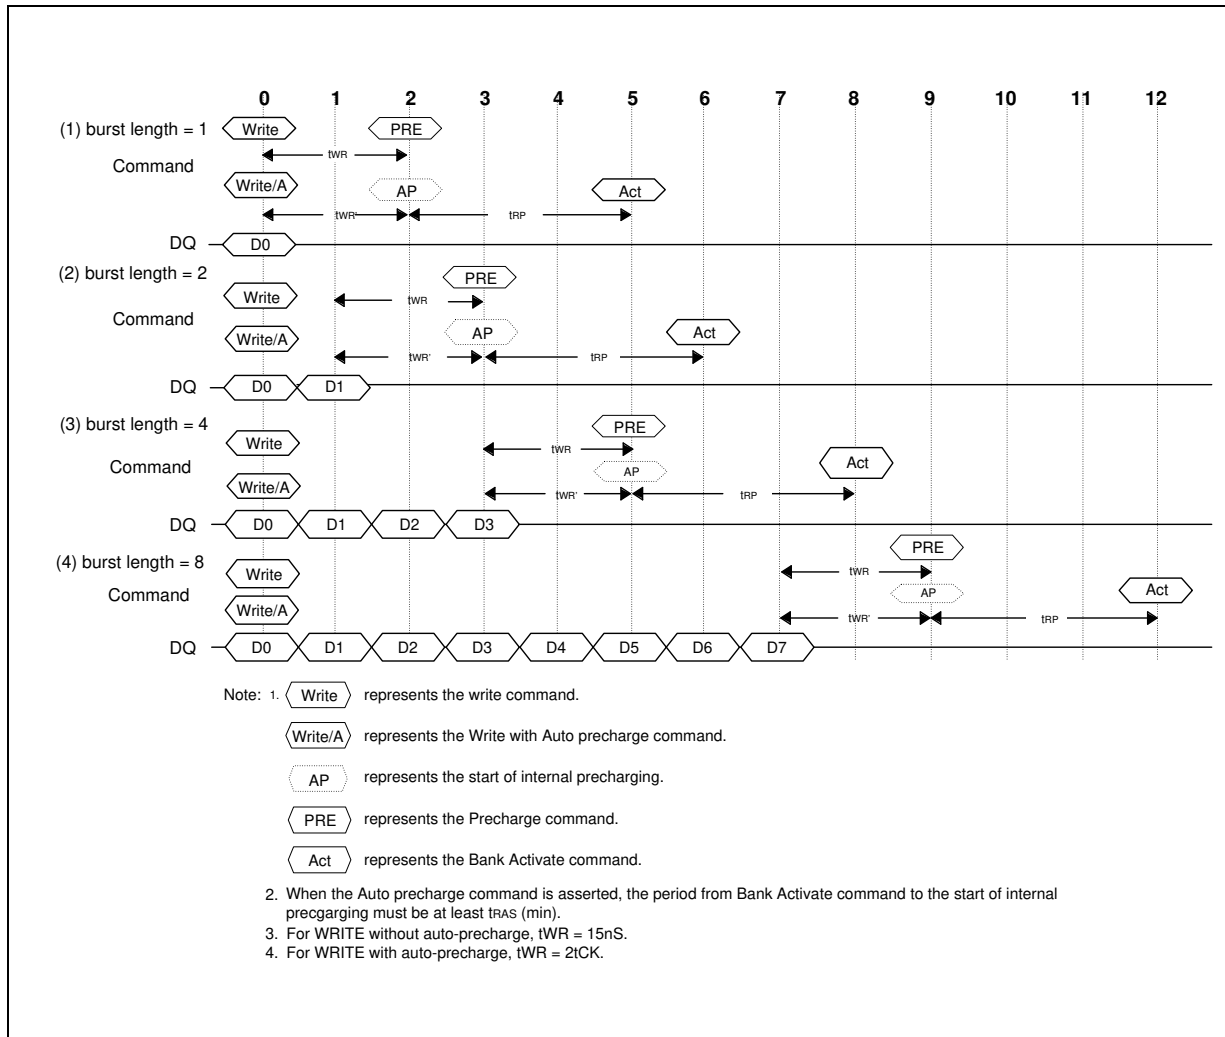 0 1 2 3 4 5 6 7 8 9 10 11 12
(1) burst length = 1
Write PRE
tWR
Command
Write/A AP Act
tWR' tRP
DQ D0
(2) burst length = 2
PRE
Write tWR
Command
Write/A AP Act
tWR' tRP
DQ D0 D1
(3) burst length = 4
PRE
Write tWR
Command
AP Act
Write/A tWR' tRP
DQ D0 D1 D2 D3
(4) burst length = 8
PRE
Write tWR
Command
AP Act
Write/A tWR' tRP
DQ D0 D1 D2 D3 D4 D5 D6 D7
Note: 1. Write represents the write command.
Write/A represents the Write with Auto precharge command.
AP represents the start of internal precharging.
PRE represents the Precharge command.
Act represents the Bank Activate command.
2. When the Auto precharge command is asserted, the period from Bank Activate command to the start of internal
precgarging must be at least tRAS (min).
3. For WRITE without auto-precharge, tWR = 15nS.
4. For WRITE with auto-precharge, tWR = 2tCK.